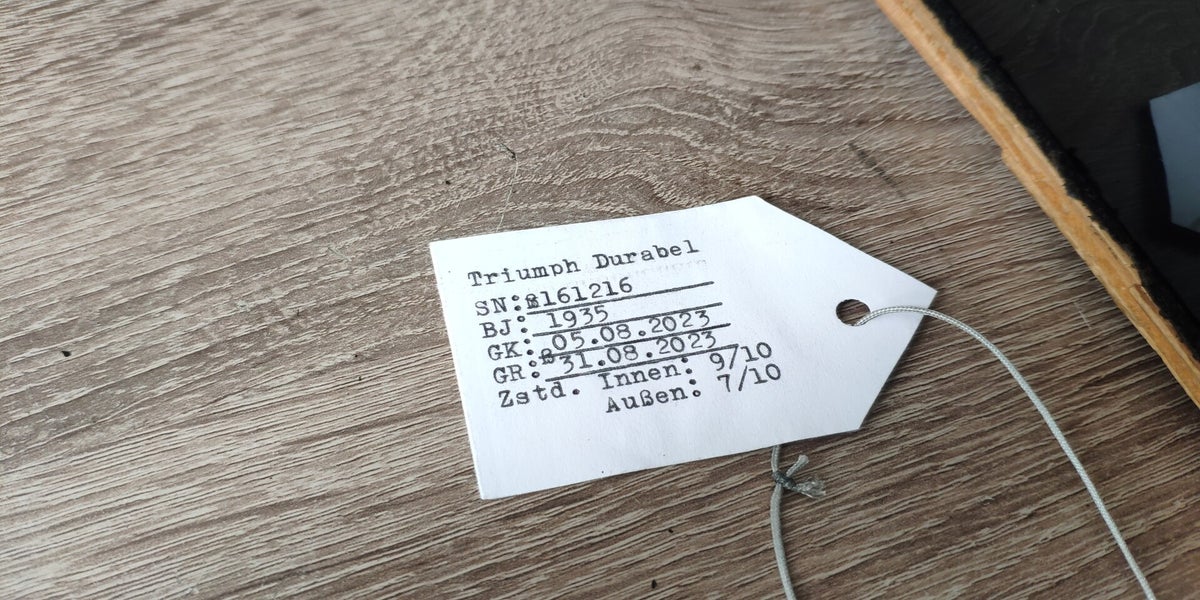 Triumph Durabel
SN: 161216
BJ: 1935
GK: 05.08.2023
GR: 31.08.2023
Zstd. Innen: 9/10
Außen: 7/10